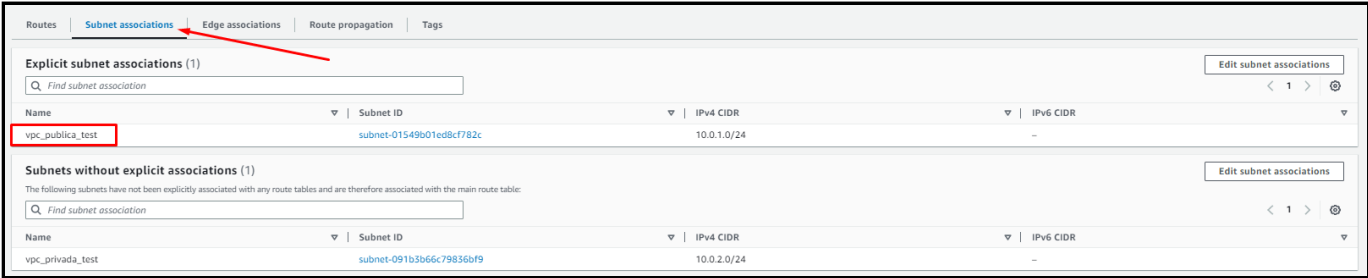 Routes Subnet associations Edge associations Route propagation Tags
Explicit subnet associations (1) Edit subnet associations
Find subnet association 1
Name Subnet ID IPv4 CIDR IPv6 CIDR
vpc_publica_test subnet-01549b01ed8cf782c 10.0.1.0/24 –
Subnets without explicit associations (1) Edit subnet associations
The following subnets have not been explicitly associated with any route tables and are therefore associated with the main route table:
Find subnet association 1
Name Subnet ID IPv4 CIDR IPv6 CIDR
vpc_privada_test subnet-091b3b66c79836bf9 10.0.2.0/24 –